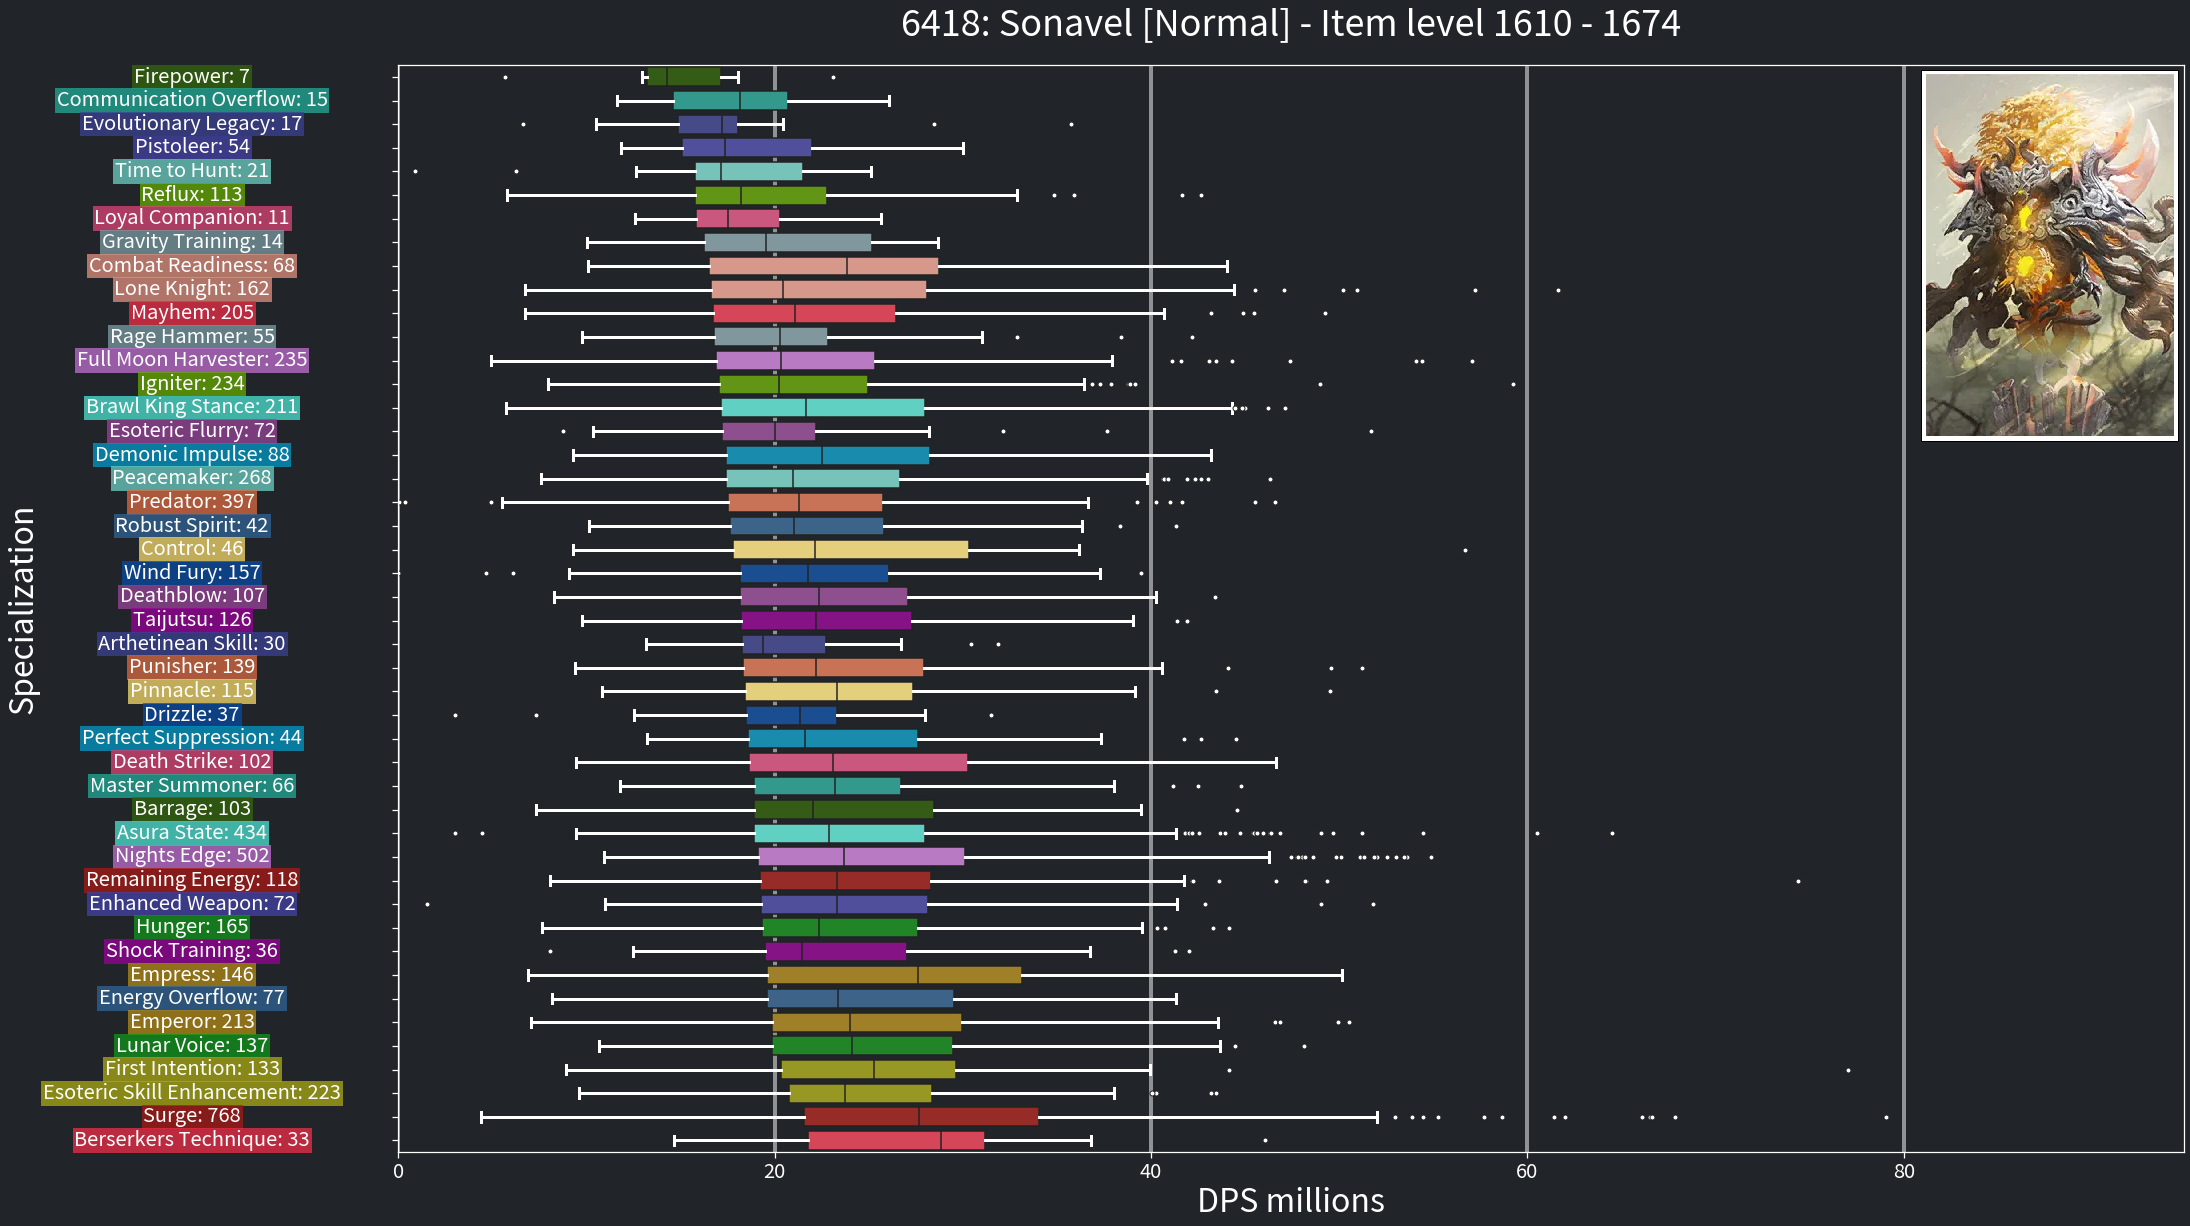 6418: Sonavel [Normal] - Item level 1610 - 1674
Firepower: 7
Communication Overflow: 15
Evolutionary Legacy: 17
Pistoleer: 54
Time to Hunt: 21
Reflux: 113
Loyal Companion: 11
Gravity Training: 14
Combat Readiness: 68
Lone Knight: 162
Mayhem: 205
Rage Hammer: 55
Full Moon Harvester: 235
Igniter: 234
Brawl King Stance: 211
Esoteric Flurry: 72
Demonic Impulse: 88
Peacemaker: 268
Predator: 397
Robust Spirit: 42
Control: 46
Wind Fury: 157
Deathblow: 107
Taijutsu: 126
Arthetinean Skill: 30
Punisher: 139
Pinnacle: 115
Drizzle: 37
Perfect Suppression: 44
Death Strike: 102
Master Summoner: 66
Barrage: 103
Asura State: 434
Nights Edge: 502
Remaining Energy: 118
Enhanced Weapon: 72
Hunger: 165
Shock Training: 36
Empress: 146
Energy Overflow: 77
Emperor: 213
Lunar Voice: 137
First Intention: 133
Esoteric Skill Enhancement: 223
Surge: 768
Berserkers Technique: 33
Specialization
0 20 40 60 80
DPS millions